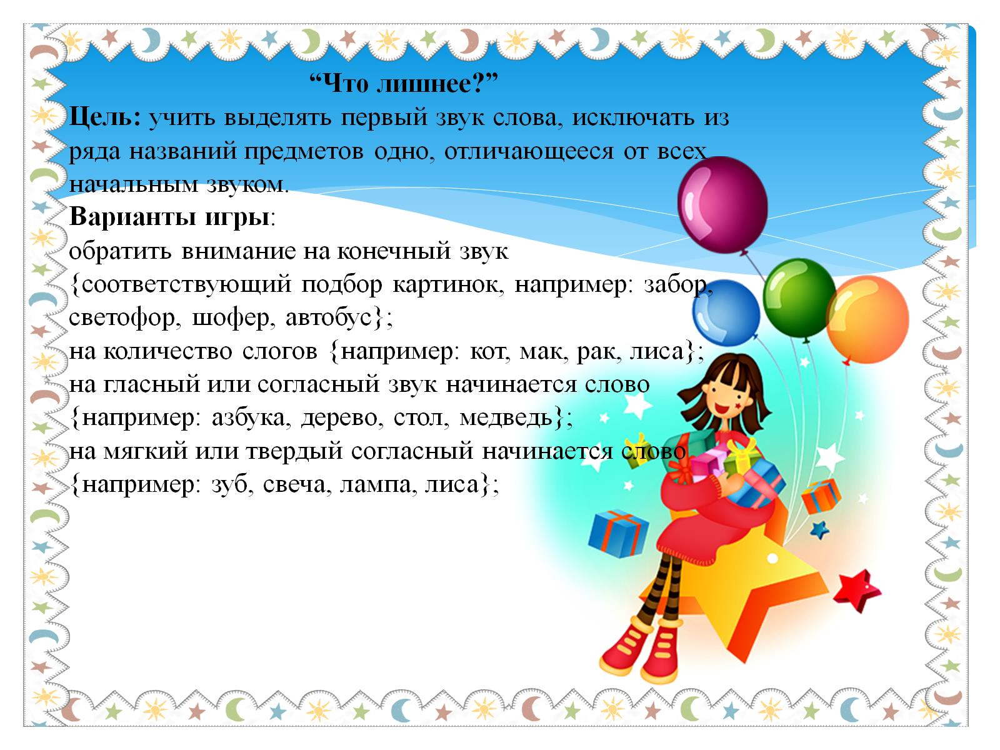 “Что лишнее?”
Цель: учить выделять первый звук слова, исключать из
ряда названий предметов одно, отличающееся от всех
начальным звуком.
Варианты игры:
обратить внимание на конечный звук
{соответствующий подбор картинок, например: забор,
светофор, шофер, автобус};
на количество слогов {например: кот, мак, рак, лиса};
на гласный или согласный звук начинается слово
{например: азбука, дерево, стол, медведь};
на мягкий или твердый согласный начинается слово
{например: зуб, свеча, лампа, лиса};